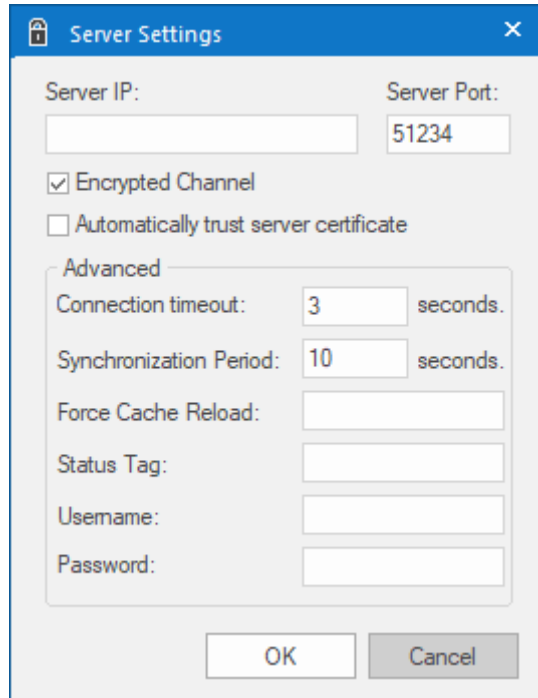 Server Settings
Server IP: Server Port:
51234
Encrypted Channel
Automatically trust server certificate
Advanced
Connection timeout: 3 seconds.
Synchronization Period: 10 seconds.
Force Cache Reload:
Status Tag:
Username:
Password:
OK Cancel